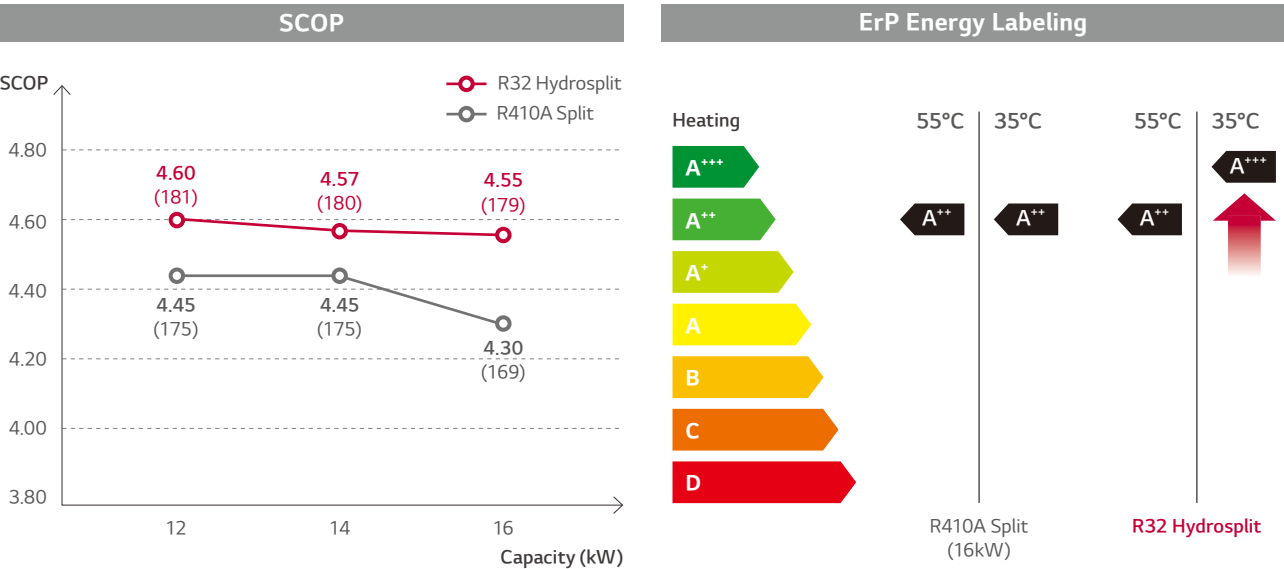 SCOP
SCOP
R32 Hydrosplit
R410A Split
4.80
4.60
4.40
4.20
4.00
3.80
4.60
(181)
4.57
(180)
4.55
(179)
4.45
(175)
4.45
(175)
4.30
(169)
12
14
16
Capacity (kW)
ErP Energy Labeling
Heating
55°C
35°C
55°C
35°C
A+++
A++
A+
A
B
C
D
A++
A++
A++
A+++
R410A Split
(16kW)
R32 Hydrosplit